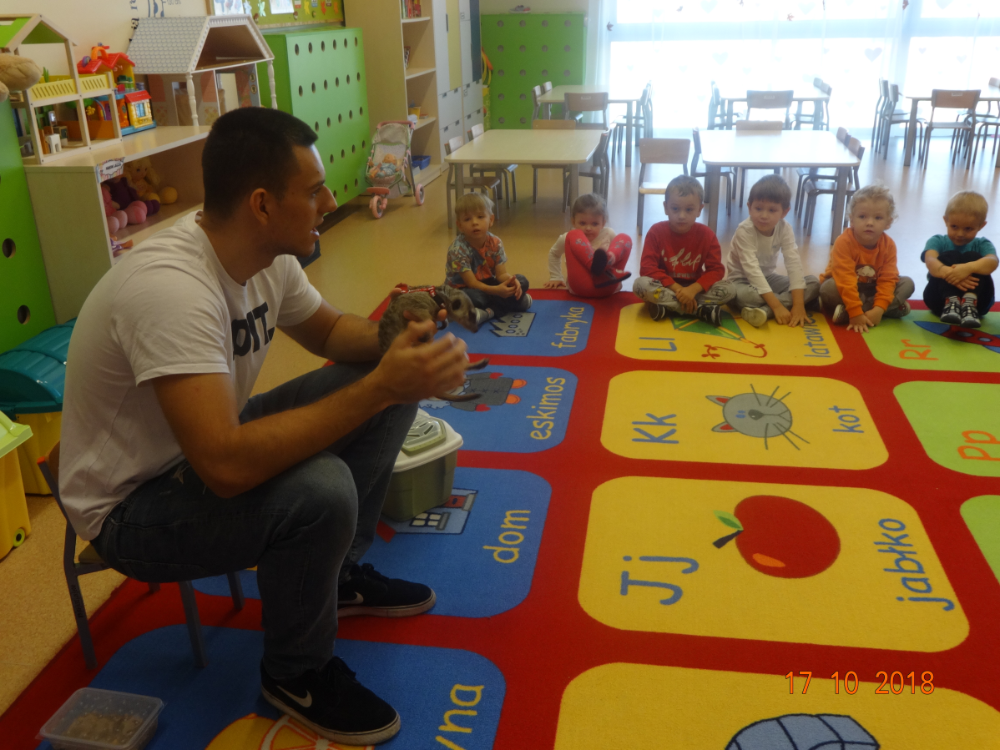 fabryka
Ll
latawiec
eskimos
Kk
kot
Rr
Pp
dom
Jj
jabłko
17 10 2018